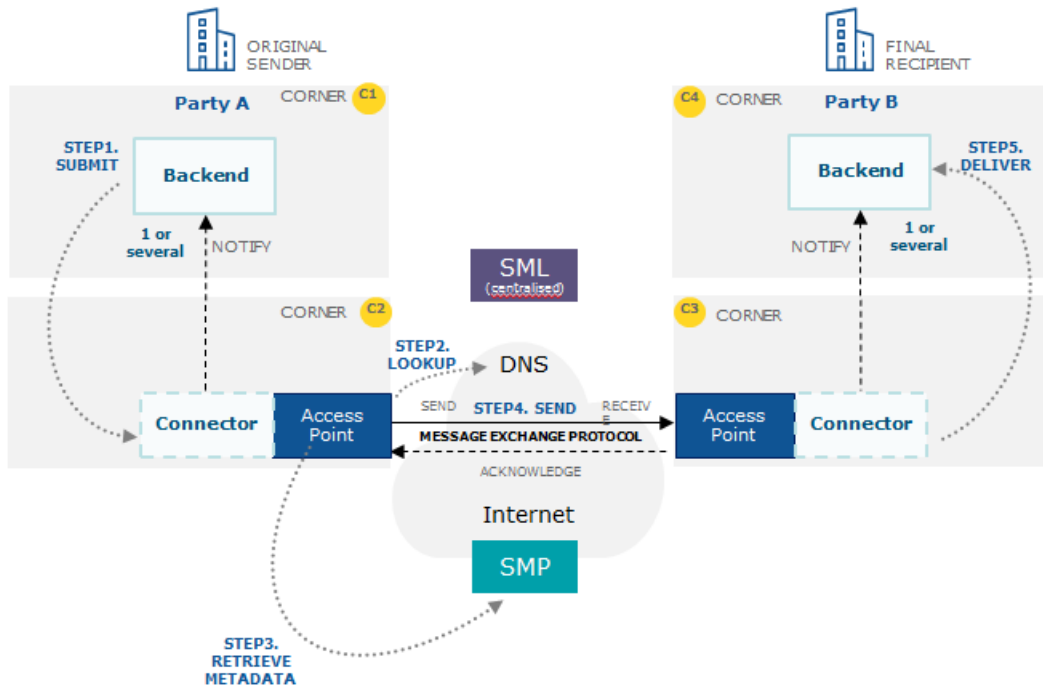 ORIGINAL
SENDER
FINAL
RECIPIENT
CORNER
C1
Party A
C4
CORNER
Party B
STEP1.
SUBMIT
Backend
1 or
several
NOTIFY
Backend
STEP5.
DELIVER
1 or
several
NOTIFY
SML
(centralised)
CORNER
C2
C3
CORNER
STEP2.
LOOKUP
DNS
Connector
Access
Point
SEND
STEP4. SEND
RECEIV
E
MESSAGE EXCHANGE PROTOCOL
ACKNOWLEDGE
Access
Point
Connector
Internet
SMP
STEP3.
RETRIEVE
METADATA